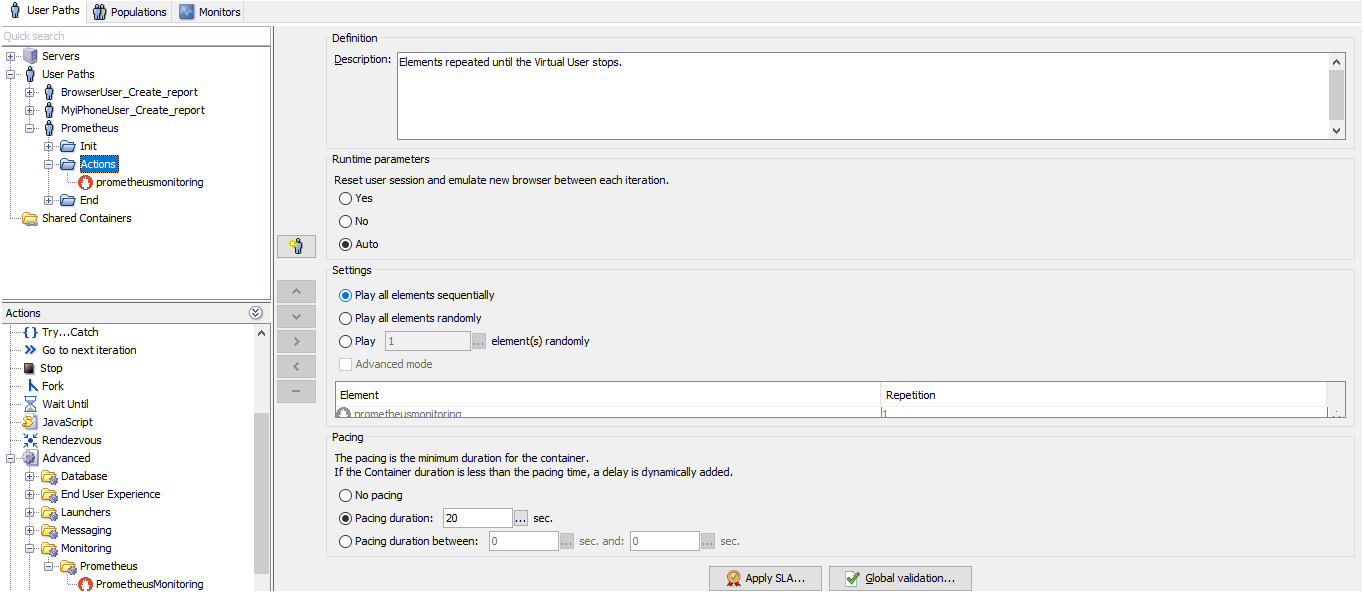 User Paths
Populations
Monitors
Quick search
Servers
User Paths
BrowserUser_Create_report
MyiPhoneUser_Create_report
Prometheus
Init
Actions
prometheusmonitoring
End
Shared Containers
Actions
{} Try...Catch
Go to next iteration
Stop
Fork
Wait Until
JavaScript
Rendezvous
Advanced
Database
End User Experience
Launchers
Messaging
Monitoring
Prometheus
PrometheusMonitoring
Definition
Description: Elements repeated until the Virtual User stops.
Runtime parameters
Reset user session and emulate new browser between each iteration.
Yes
No
Auto
Settings
Play all elements sequentially
Play all elements randomly
Play 1 ... element(s) randomly
Advanced mode
Element Repetition
prometheusmonitoring 1
Pacing
The pacing is the minimum duration for the container.
If the Container duration is less than the pacing time, a delay is dynamically added.
No pacing
Pacing duration: 20 ... sec.
Pacing duration between: 0 ... sec. and: 0 ... sec.
Apply SLA... Global validation...